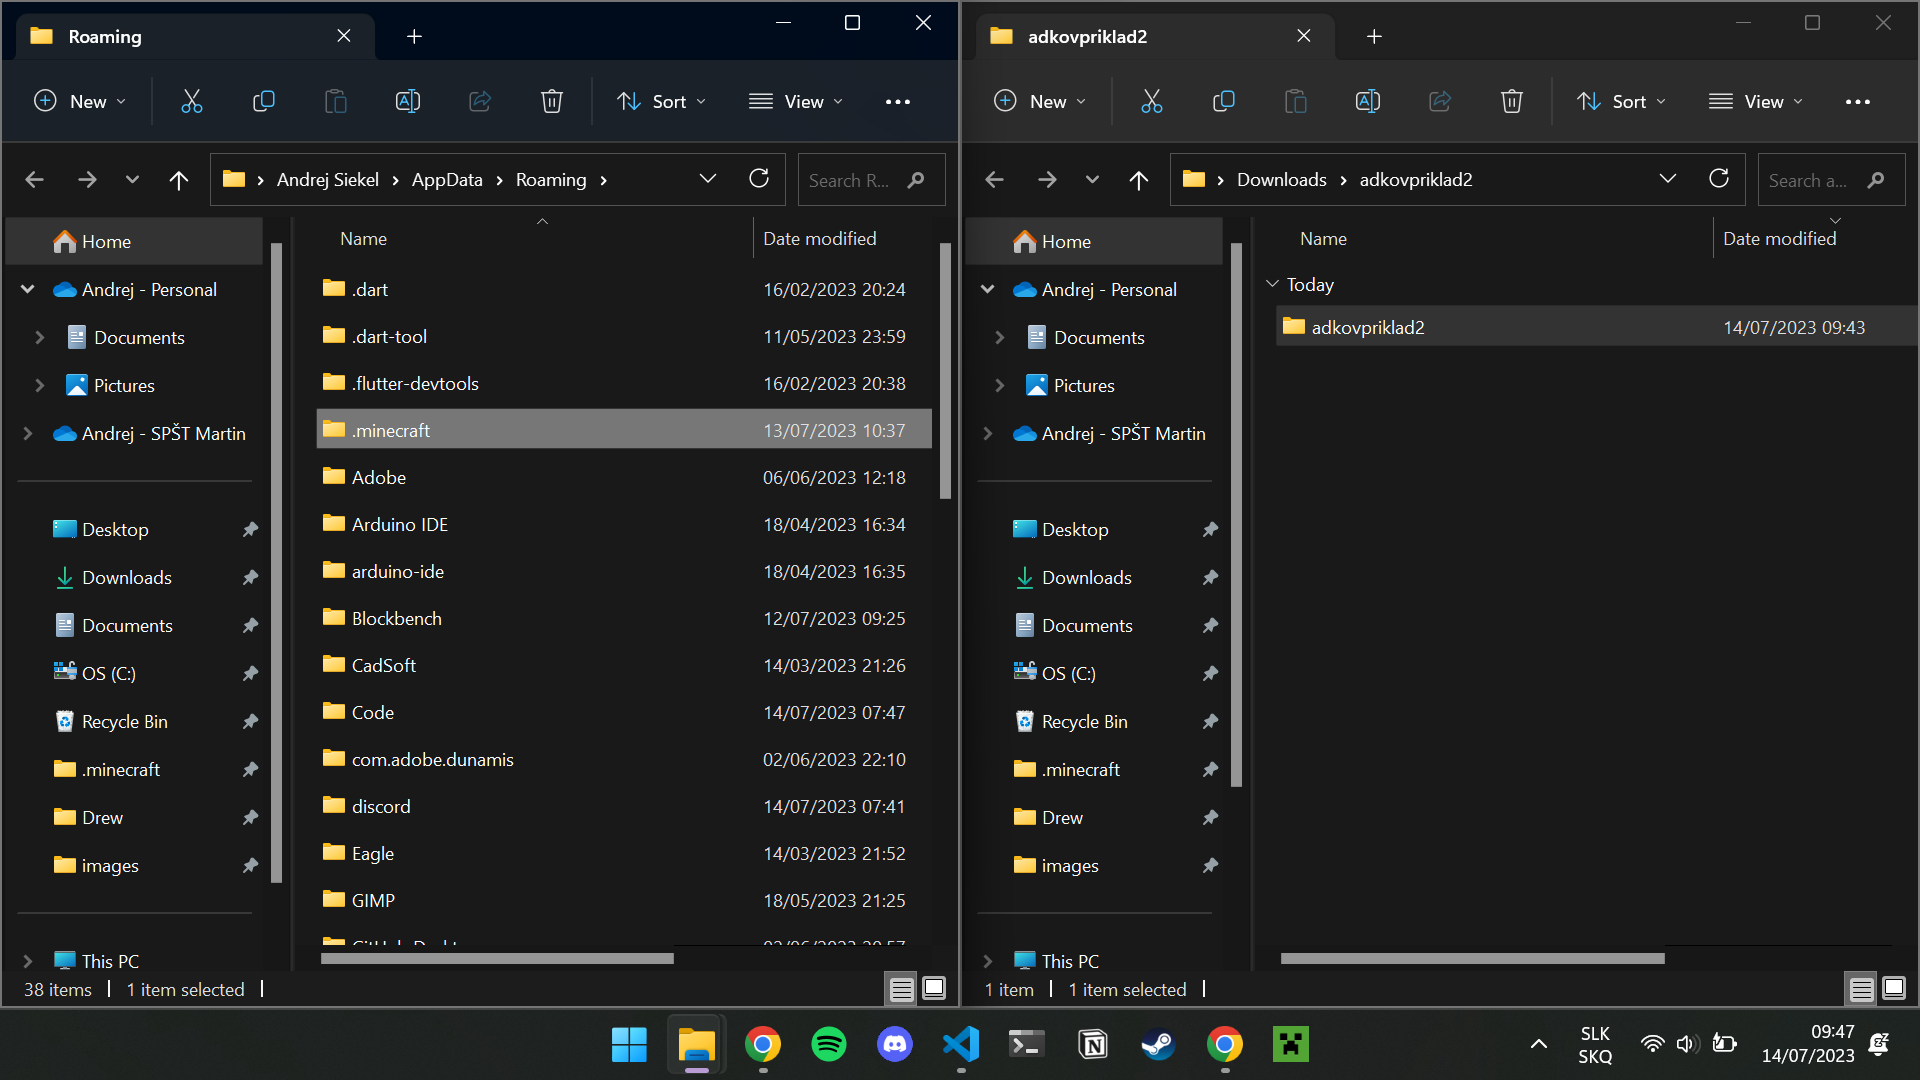 Roaming
New
Sort
View
Andrej Siekel
AppData
Roaming
Search R...
Name
Date modified
Home
Andrej - Personal
Documents
Pictures
Andrej - SPŠT Martin
Desktop
Downloads
Documents
OS (C:)
Recycle Bin
.minecraft
Drew
images
This PC
.dart 16/02/2023 20:24
.dart-tool 11/05/2023 23:59
.flutter-devtools 16/02/2023 20:38
.minecraft 13/07/2023 10:37
Adobe 06/06/2023 12:18
Arduino IDE 18/04/2023 16:34
arduino-ide 18/04/2023 16:35
Blockbench 12/07/2023 09:25
CadSoft 14/03/2023 21:26
Code 14/07/2023 07:47
com.adobe.dunamis 02/06/2023 22:10
discord 14/07/2023 07:41
Eagle 14/03/2023 21:52
GIMP 18/05/2023 21:25
38 items
1 item selected
adkovpriklad2
New
Sort
View
Downloads
adkovpriklad2
Search a...
Name
Date modified
Home
Andrej - Personal
Documents
Pictures
Andrej - SPŠT Martin
Desktop
Downloads
Documents
OS (C:)
Recycle Bin
.minecraft
Drew
images
This PC
Today
adkovpriklad2 14/07/2023 09:43
1 item
1 item selected
SLK
SKQ
09:47
14/07/2023